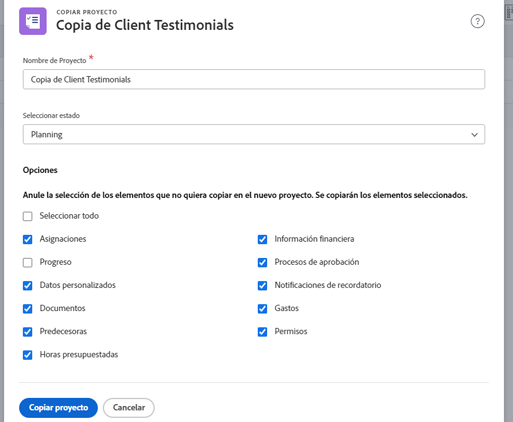 COPIAR PROYECTO
Copia de Client Testimonials
?
Nombre de Proyecto *
Copia de Client Testimonials
Seleccionar estado
Planning
Opciones
Anule la selección de los elementos que no quiera copiar en el nuevo proyecto. Se copiarán los elementos seleccionados.
Seleccionar todo
Asignaciones
Información financiera
Progreso
Procesos de aprobación
Datos personalizados
Notificaciones de recordatorio
Documentos
Gastos
Predecesoras
Permisos
Horas presupuestadas
Copiar proyecto
Cancelar